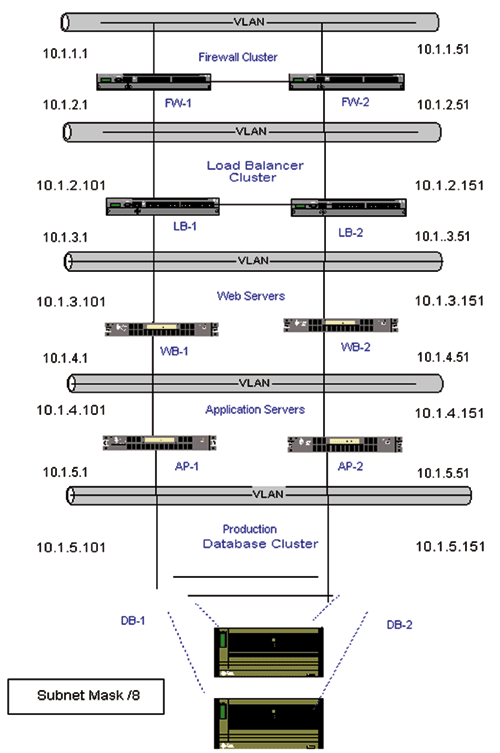 VLAN
10.1.1.1
Firewall Cluster
10.1.1.51
10.1.2.1
FW-1
FW-2
10.1.2.51
VLAN
10.1.2.101
Load Balancer
Cluster
10.1.2.151
LB-1
LB-2
10.1.3.1
10.1..3.51
VLAN
10.1.3.101
Web Servers
10.1.3.151
WB-1
WB-2
10.1.4.1
10.1.4.51
VLAN
10.1.4.101
Application Servers
10.1.4.151
AP-1
AP-2
10.1.5.1
10.1.5.51
VLAN
10.1.5.101
Production
Database Cluster
10.1.5.151
DB-1
DB-2
Subnet Mask /8